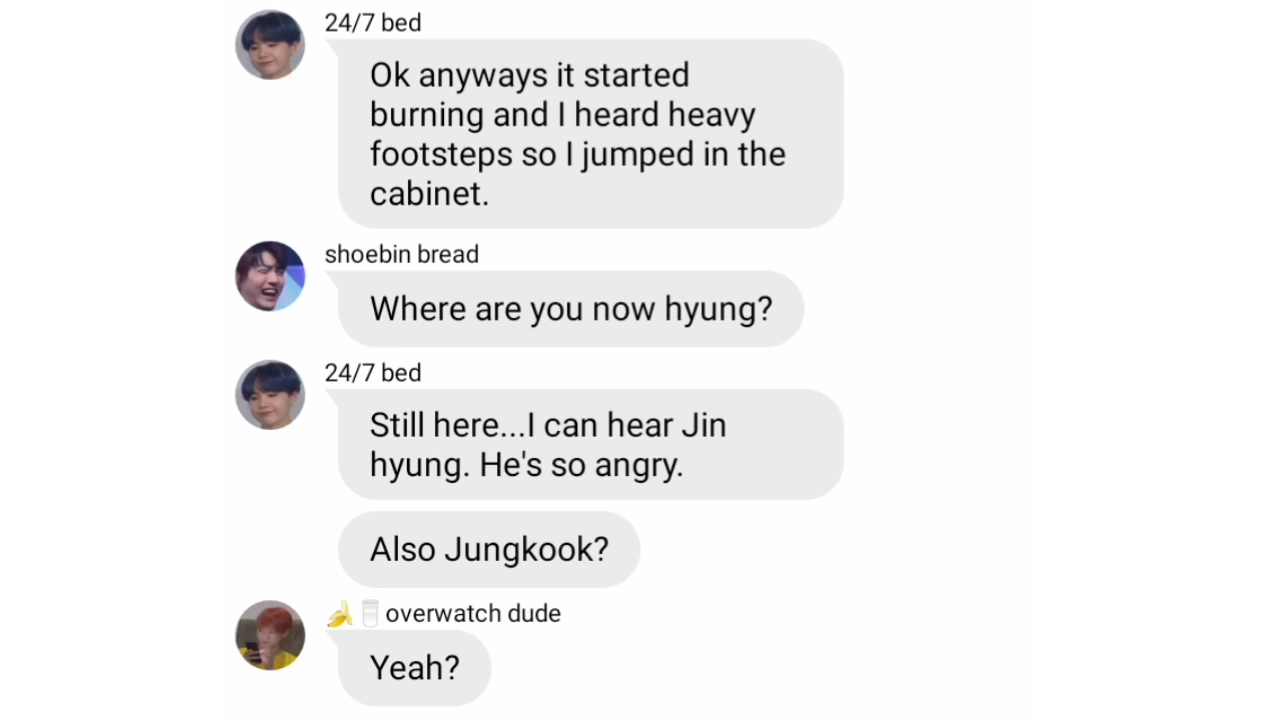 24/7 bed
Ok anyways it started
burning and I heard heavy
footsteps so I jumped in the
cabinet.
shoebin bread
Where are you now hyung?
24/7 bed
Still here...I can hear Jin
hyung. He's so angry.
Also Jungkook?
🍌🥛overwatch dude
Yeah?